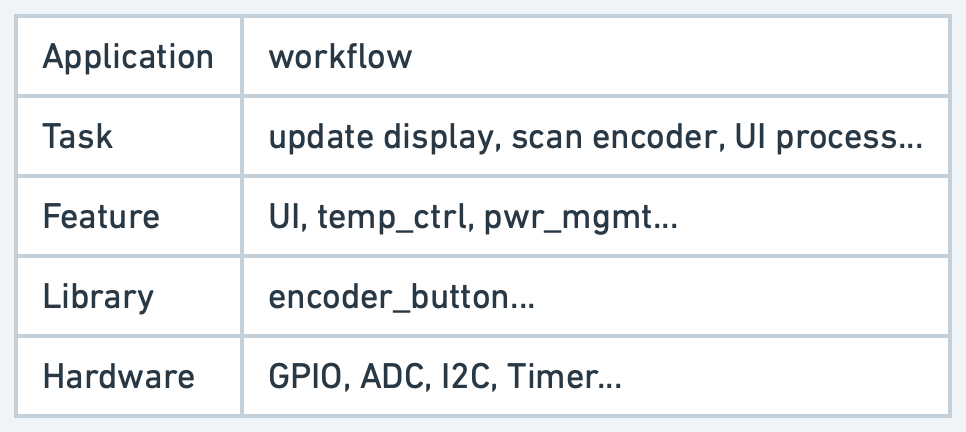 Application workflow
Task update display, scan encoder, UI process...
Feature UI, temp_ctrl, pwr_mgmt...
Library encoder_button...
Hardware GPIO, ADC, I2C, Timer...